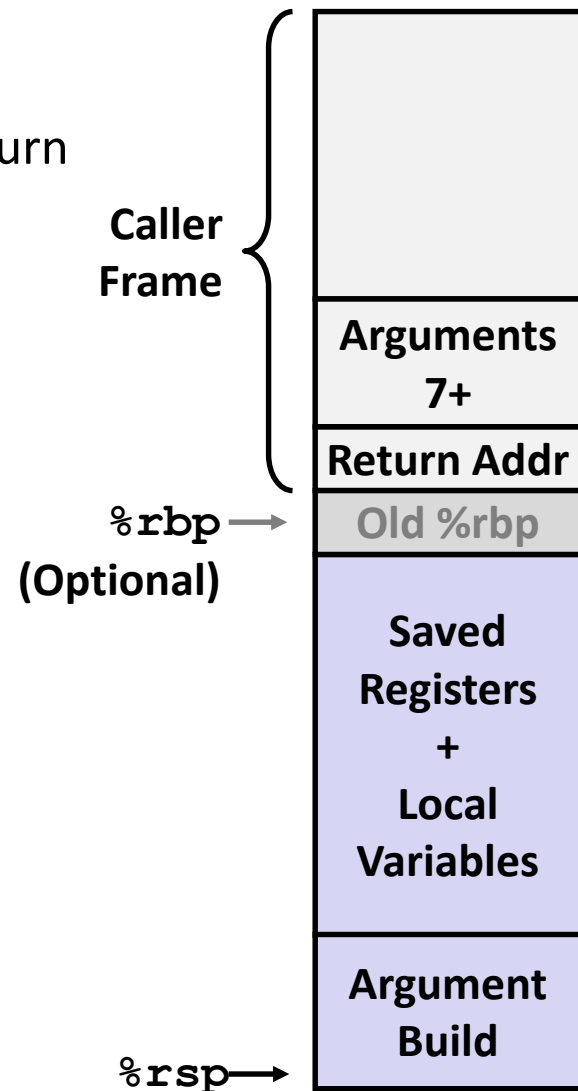 urn
Caller
Frame
Arguments
7+
Return Addr
%rbp
Old %rbp
(Optional)
Saved
Registers
+
Local
Variables
Argument
Build
%rsp